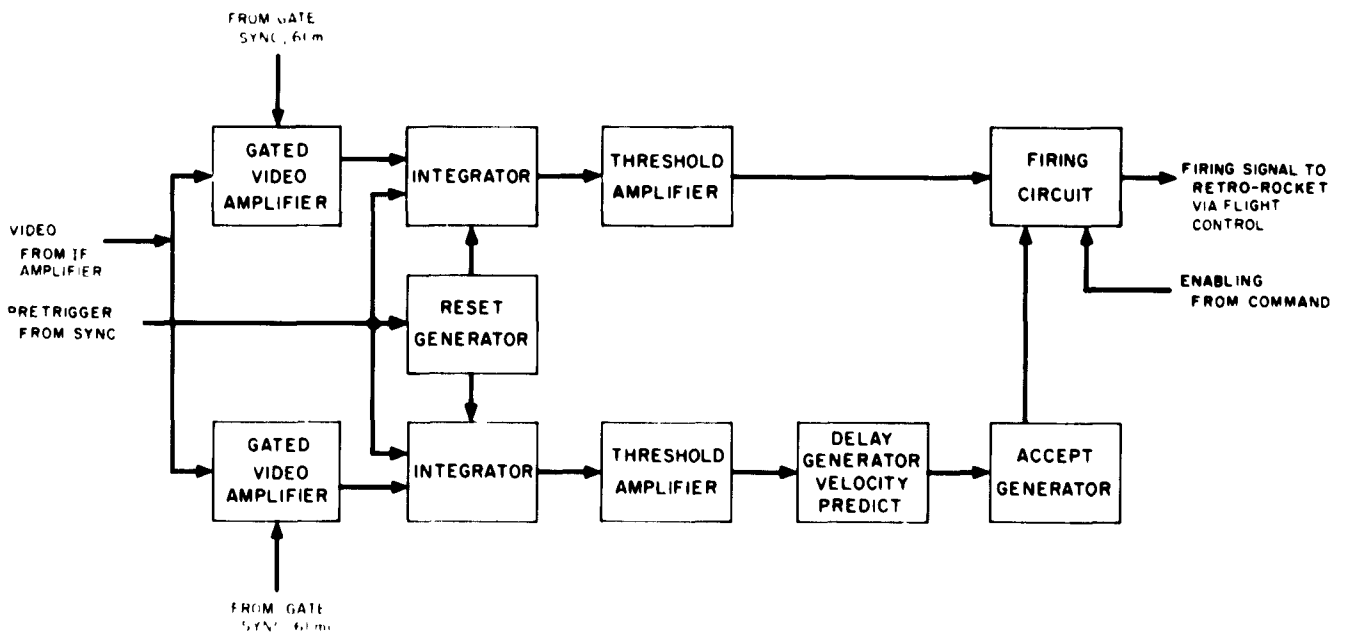 FROM GATE
SYNC,
GATED
VIDEO
AMPLIFIER
INTEGRATOR
THRESHOLD
AMPLIFIER
FIRING
CIRCUIT
FIRING SIGNAL TO
RETRO-ROCKET
VIA FLIGHT
CONTROL
VIDEO
FROM IF
AMPLIFIER
RESET
GENERATOR
ENABLING
FROM COMMAND
PRETRIGGER
FROM SYNC
GATED
VIDEO
AMPLIFIER
INTEGRATOR
THRESHOLD
AMPLIFIER
DELAY
GENERATOR
VELOCITY
PREDICT
ACCEPT
GENERATOR
FROM GATE
SYNC,